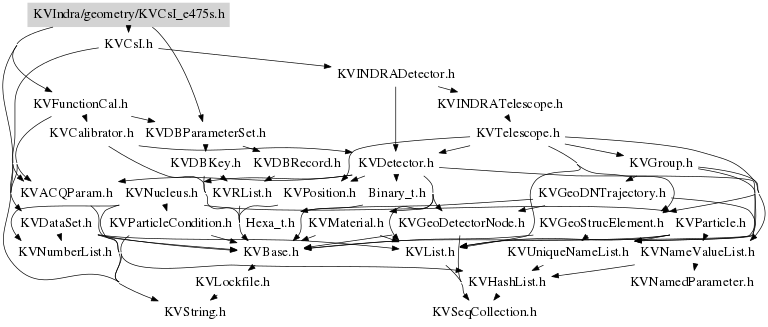 KVIndra/geometry/KVCsI_e475s.h
KVCsI.h
KVINDRADetector.h
KVFunctionCal.h
KVINDRATelescope.h
KVCalibrator.h
KVDBParameterSet.h
KVTelescope.h
KVDBKey.h
KVDBRecord.h
KVDetector.h
KVGroup.h
KVACQParam.h
KVNucleus.h
KVRList.h
KVPosition.h
Binary_t.h
KVGeoDNTrajectory.h
KVDataSet.h
KVParticleCondition.h
Hexa_t.h
KVMaterial.h
KVGeoDetectorNode.h
KVGeoStrucElement.h
KVParticle.h
KVNumberList.h
KVBase.h
KVList.h
KVUniqueNameList.h
KVNameValueList.h
KVLockfile.h
KVHashList.h
KVNamedParameter.h
KVString.h
KVSeqCollection.h